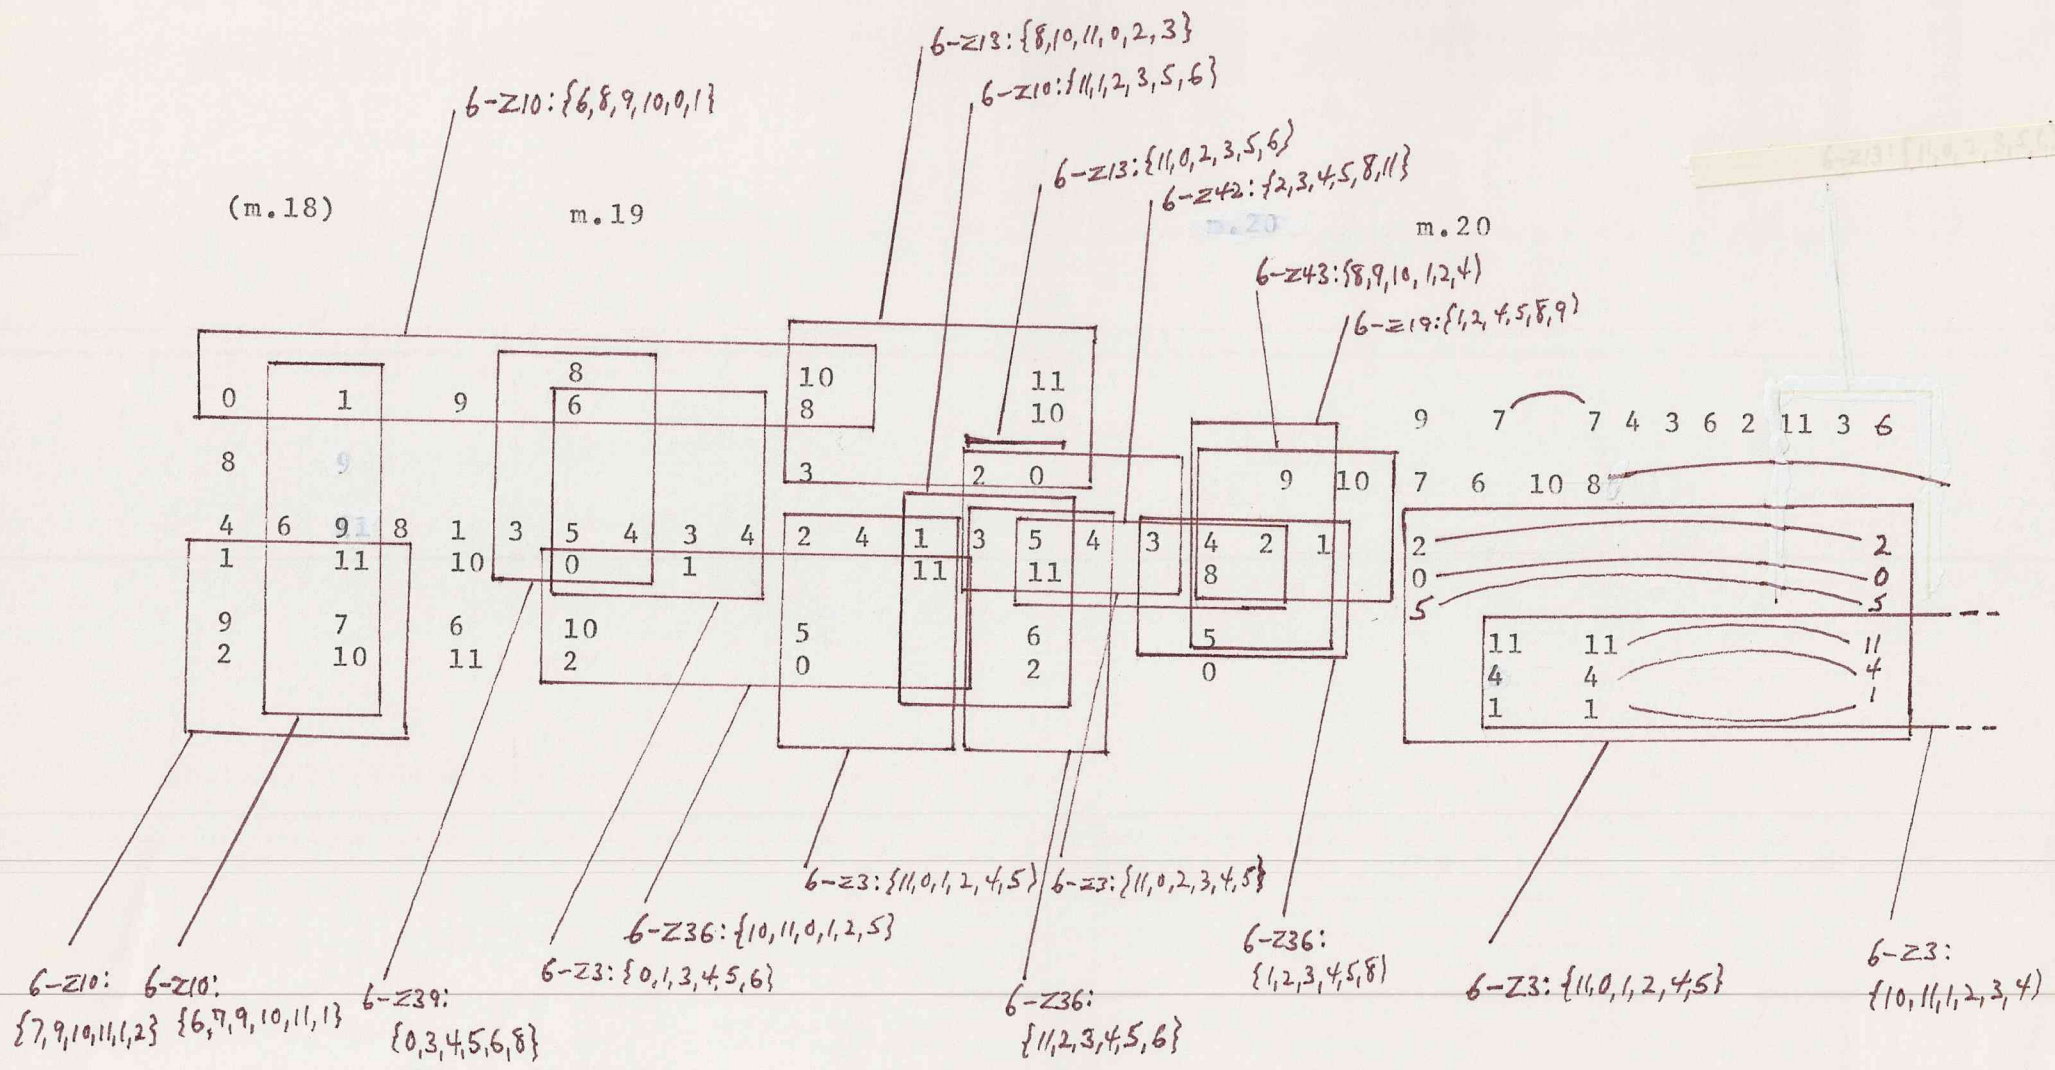 6-Z13:{8,10,11,0,2,3}
6-Z10:{11,1,2,3,5,6}
6-Z10:{6,8,9,10,0,1}
6-Z13:{11,0,2,3,5,6}
6-Z42:{2,3,4,5,8,11}
(m.18) m.19 m.20 m.20
6-Z43:{8,9,10,1,2,4}
6-Z19:{1,2,4,5,8,9}
8 10 11
0 1 9 6 8 10 9 7 7 4 3 6 2 11 3 6
8 9 3 2 0 9 10 7 6 10 8
4 6 9 8 1 3 5 4 3 4 2 4 1 3 5 4 3 4 2 1 2 2
1 11 10 0 1 11 11 8 0 0
5 5
9 7 6 10 5 6 5 11 11 11
2 10 11 2 0 2 0 4 4 4
1 1 1
6-Z3:{11,0,1,2,4,5} 6-Z3:{11,0,2,3,4,5}
6-Z36:{10,11,0,1,2,5}
6-Z3:{0,1,3,4,5,6}
6-Z36:
{1,2,3,4,5,8}
6-Z3:
{10,11,1,2,3,4}
6-Z3:{11,0,1,2,4,5}
6-Z10: 6-Z10: 6-Z39: 6-Z36:
{7,9,10,11,1,2} {6,7,9,10,11,1} {0,3,4,5,6,8} {11,2,3,4,5,6}